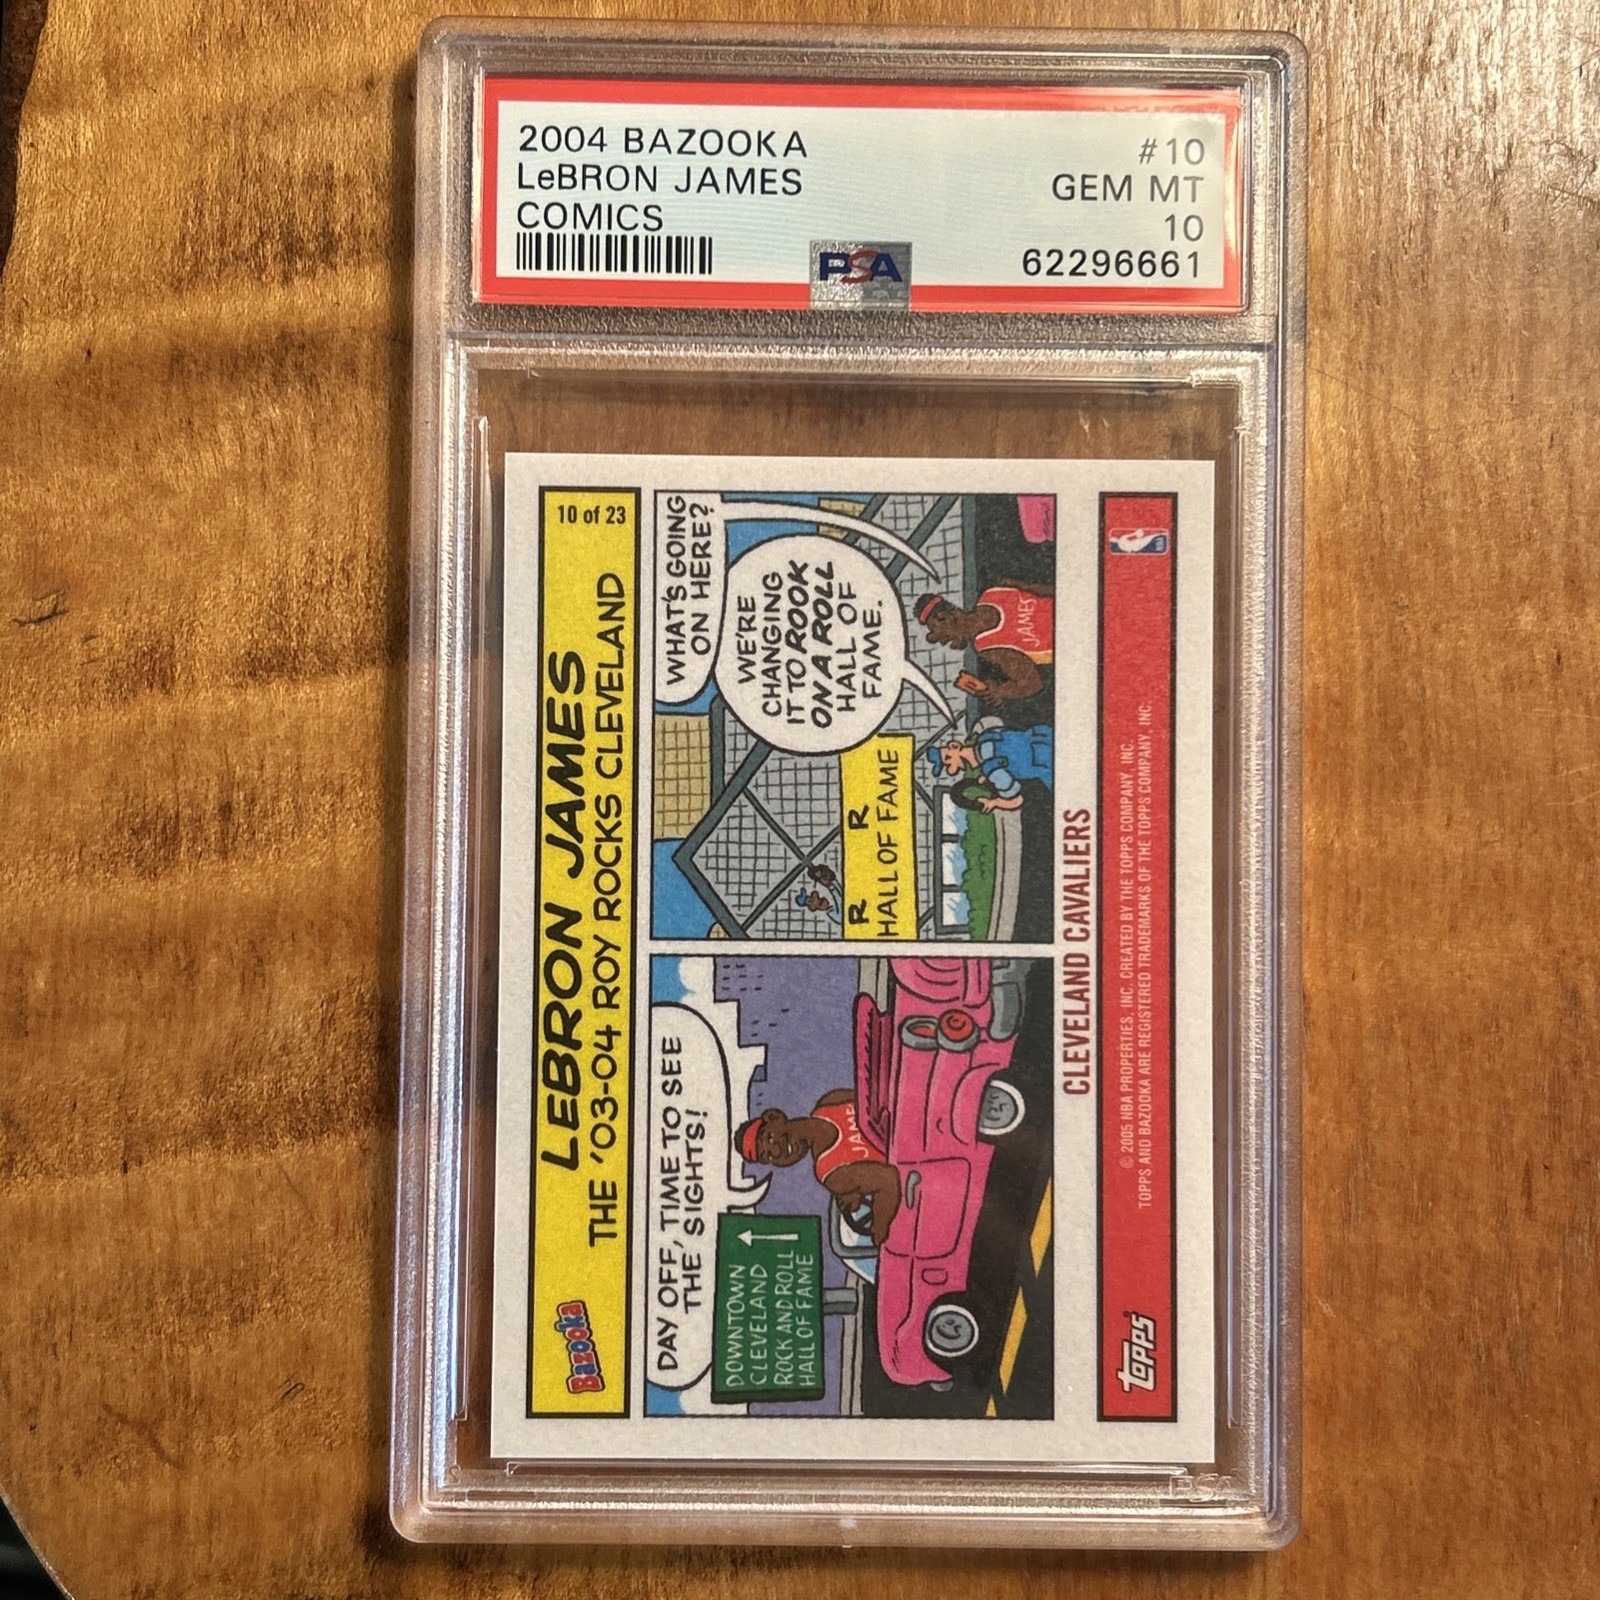 2004 BAZOOKA
LeBRON JAMES
COMICS
#10
GEM MT
10
62296661
PSA
Bazooka
LEBRON JAMES
THE '03-04 ROY ROCKS CLEVELAND
10 of 23
DAY OFF, TIME TO SEE
THE SIGHTS!
DOWNTOWN
CLEVELAND
ROCK AND ROLL
HALL OF FAME
JAMES
WHAT'S GOING
ON HERE?
WE'RE
CHANGING
IT TO ROOK
ON A ROLL
HALL OF
FAME.
R R
HALL OF FAME
JAMES
CLEVELAND CAVALIERS
topps
© 2005 NBA PROPERTIES, INC. CREATED BY THE TOPPS COMPANY, INC.
TOPPS AND BAZOOKA ARE REGISTERED TRADEMARKS OF THE TOPPS COMPANY, INC.
PSA